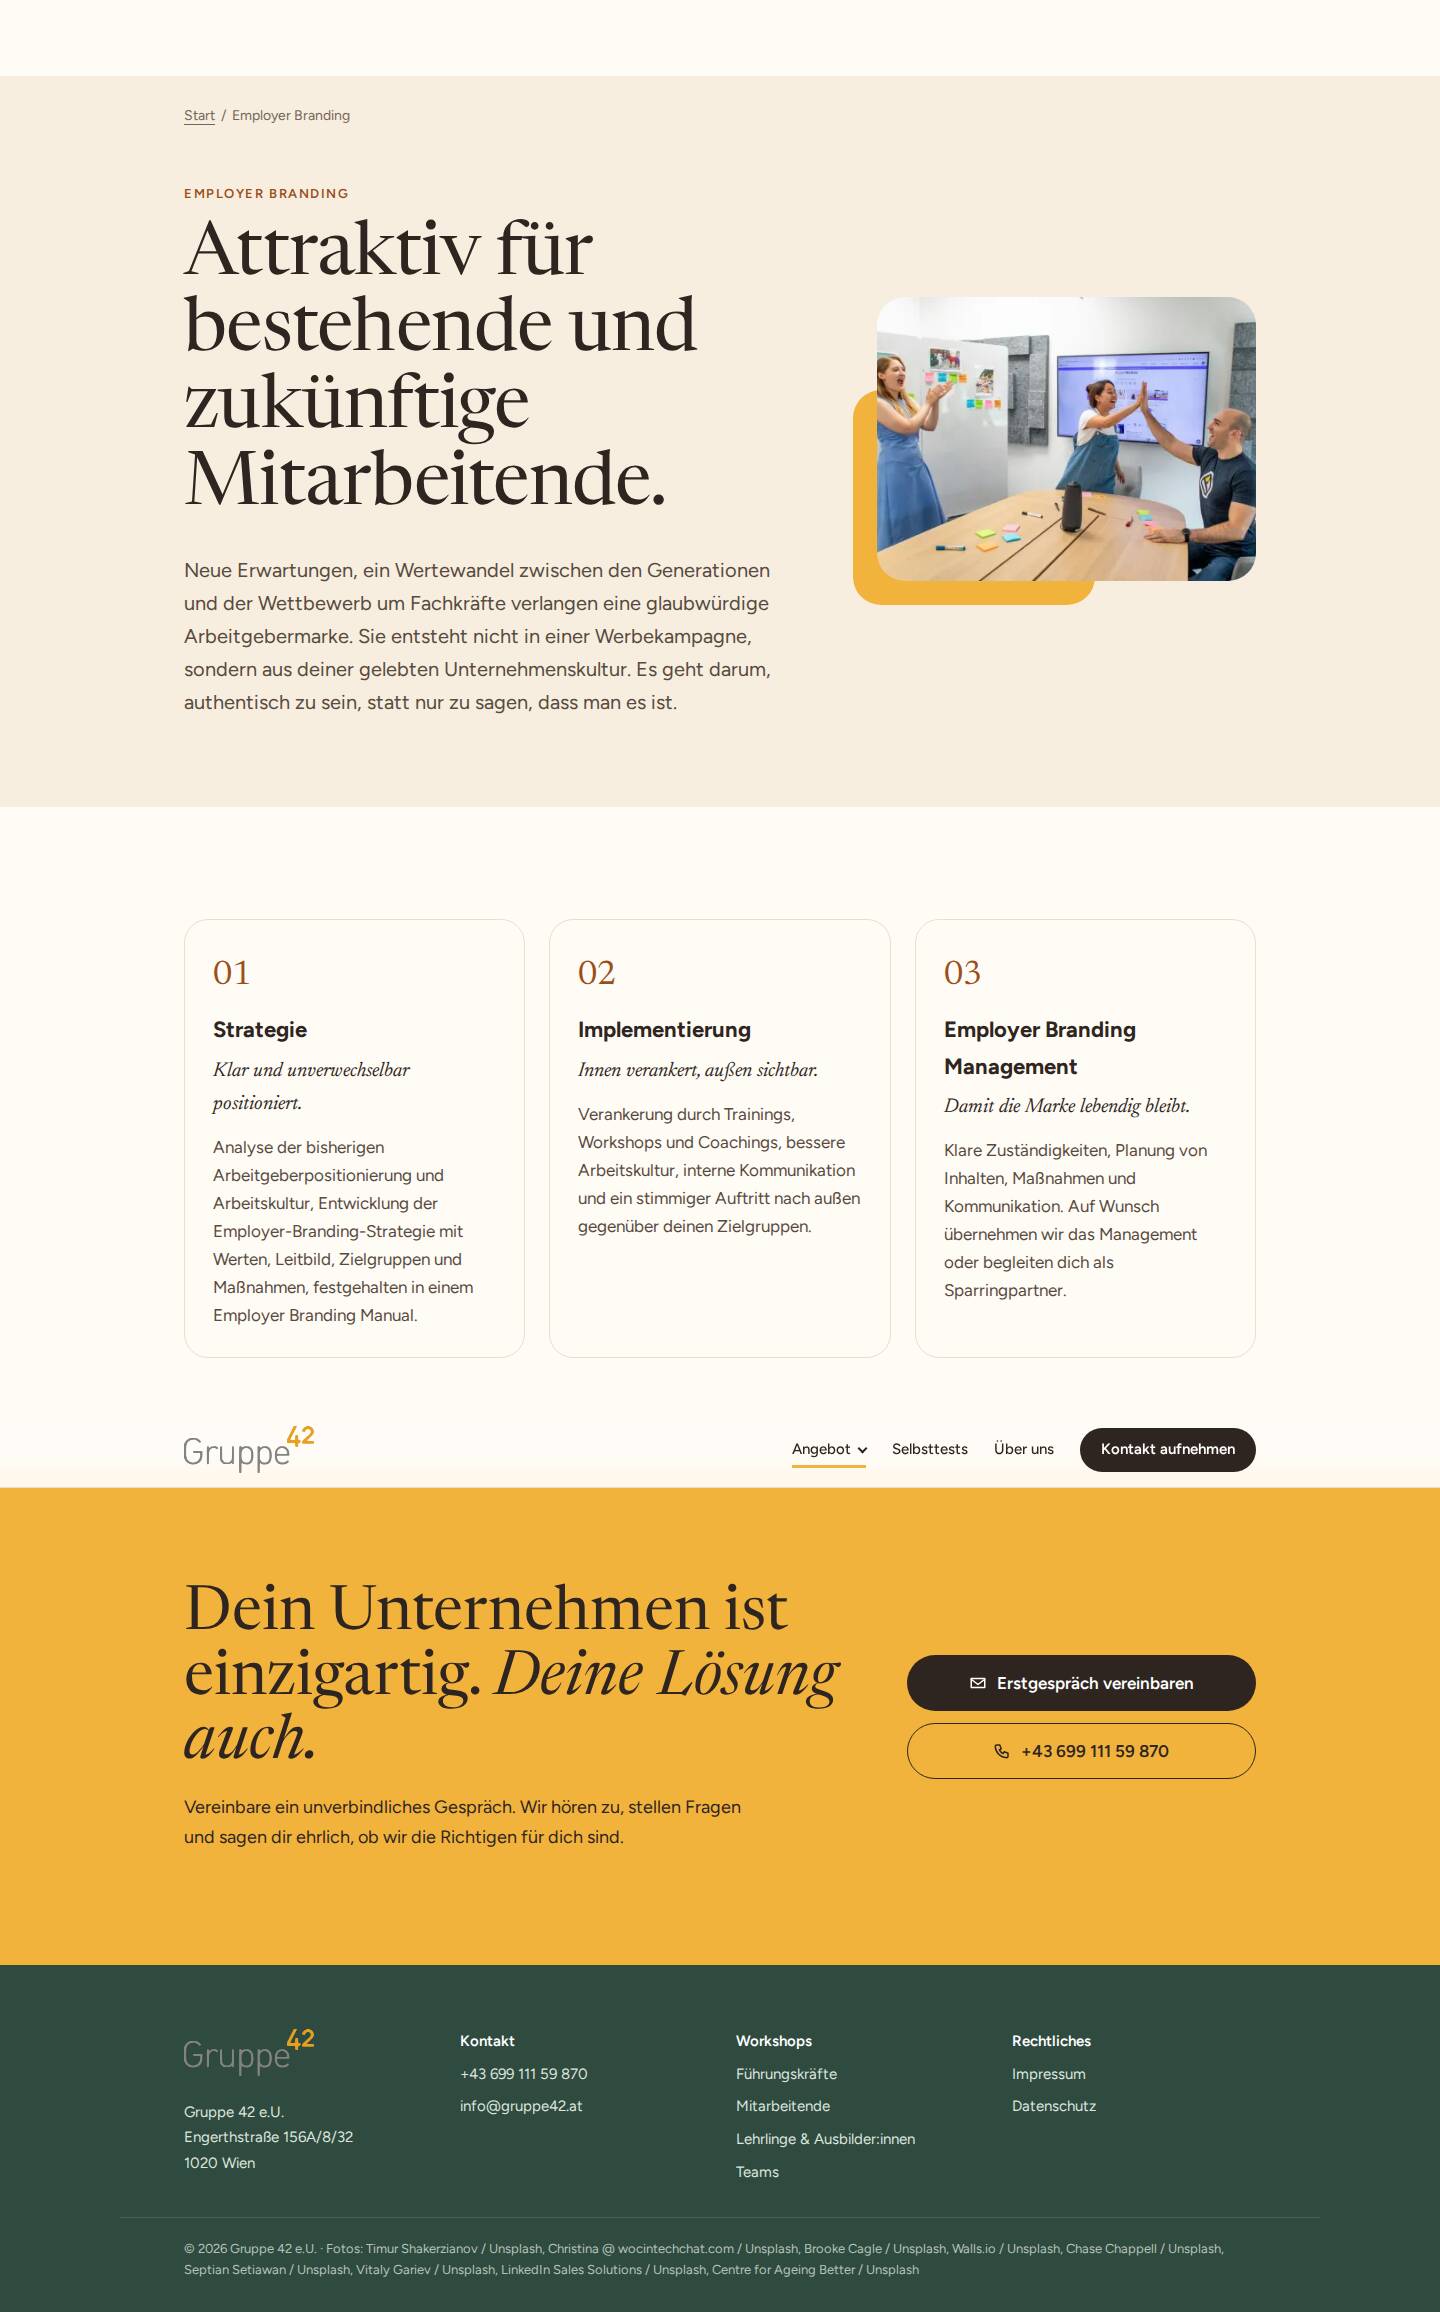 Start / Employer Branding
EMPLOYER BRANDING
Attraktiv für
bestehende und
zukünftige
Mitarbeitende.
Neue Erwartungen, ein Wertewandel zwischen den Generationen
und der Wettbewerb um Fachkräfte verlangen eine glaubwürdige
Arbeitgebermarke. Sie entsteht nicht in einer Werbekampagne,
sondern aus deiner gelebten Unternehmenskultur. Es geht darum,
authentisch zu sein, statt nur zu sagen, dass man es ist.
01
Strategie
Klar und unverwechselbar
positioniert.
Analyse der bisherigen
Arbeitgeberpositionierung und
Arbeitskultur, Entwicklung der
Employer-Branding-Strategie mit
Werten, Leitbild, Zielgruppen und
Maßnahmen, festgehalten in einem
Employer Branding Manual.
02
Implementierung
Innen verankert, außen sichtbar.
Verankerung durch Trainings,
Workshops und Coachings, bessere
Arbeitskultur, interne Kommunikation
und ein stimmiger Auftritt nach außen
gegenüber deinen Zielgruppen.
03
Employer Branding
Management
Damit die Marke lebendig bleibt.
Klare Zuständigkeiten, Planung von
Inhalten, Maßnahmen und
Kommunikation. Auf Wunsch
übernehmen wir das Management
oder begleiten dich als
Sparringpartner.
Gruppe 42
Angebot
Selbsttests
Über uns
Kontakt aufnehmen
Dein Unternehmen ist
einzigartig. Deine Lösung
auch.
Vereinbare ein unverbindliches Gespräch. Wir hören zu, stellen Fragen
und sagen dir ehrlich, ob wir die Richtigen für dich sind.
Erstgespräch vereinbaren
+43 699 111 59 870
Gruppe 42
Gruppe 42 e.U.
Engerthstraße 156A/8/32
1020 Wien
Kontakt
+43 699 111 59 870
info@gruppe42.at
Workshops
Führungskräfte
Mitarbeitende
Lehrlinge & Ausbilder:innen
Teams
Rechtliches
Impressum
Datenschutz
© 2026 Gruppe 42 e.U. · Fotos: Timur Shakerzianov / Unsplash, Christina @ wocintechchat.com / Unsplash, Brooke Cagle / Unsplash, Walls.io / Unsplash, Chase Chappell / Unsplash,
Septian Setiawan / Unsplash, Vitaly Gariev / Unsplash, LinkedIn Sales Solutions / Unsplash, Centre for Ageing Better / Unsplash